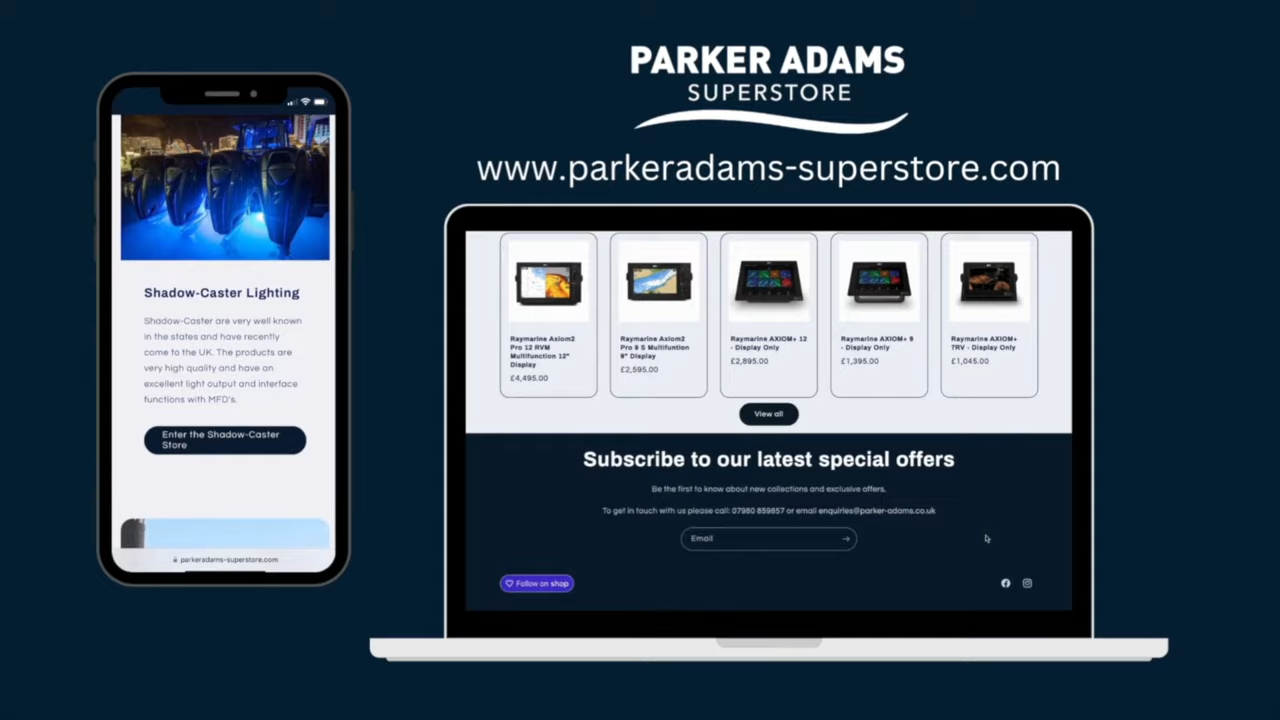 PARKER ADAMS
SUPERSTORE
www.parkeradams-superstore.com
Shadow-Caster Lighting
Shadow-Caster are very well known
in the states and have recently
come to the UK. The products are
very high quality and have an
excellent light output and interface
functions with MFD's.
Enter the Shadow-Caster
Store
parkeradams-superstore.com
Raymarine Axiom2
Pro 12 RVM
Multifunction 12"
Display
£4,495.00
Raymarine Axiom2
Pro 9 S Multifuntion
9" Display
£2,595.00
Raymarine AXIOM+ 12
- Display Only
£2,895.00
Raymarine AXIOM+ 9
- Display Only
£1,395.00
Raymarine AXIOM+
7RV - Display Only
£1,045.00
View all
Subscribe to our latest special offers
Be the first to know about new collections and exclusive offers.
To get in touch with us please call: 07980 859857 or email enquiries@parker-adams.co.uk
Email
Follow on shop